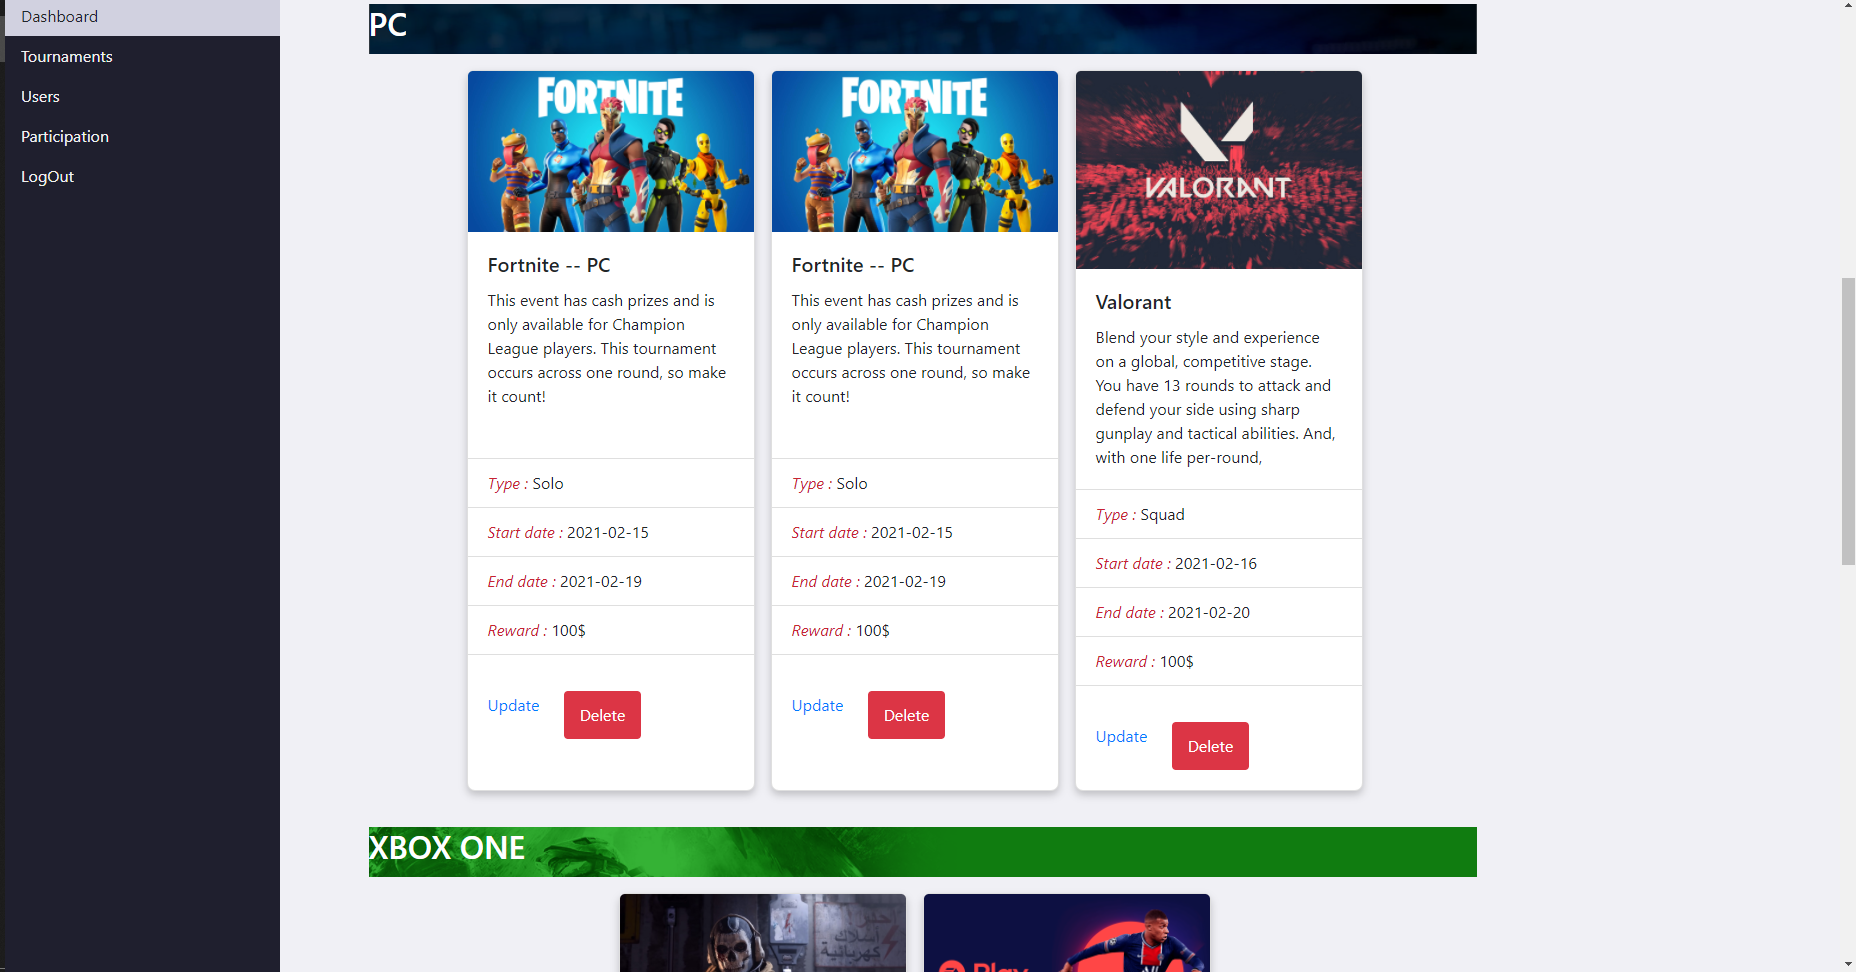 Dashboard
Tournaments
Users
Participation
LogOut
PC
FORTNITE
Fortnite -- PC
This event has cash prizes and is
only available for Champion
League players. This tournament
occurs across one round, so make
it count!
Type : Solo
Start date : 2021-02-15
End date : 2021-02-19
Reward : 100$
Update
Delete
FORTNITE
Fortnite -- PC
This event has cash prizes and is
only available for Champion
League players. This tournament
occurs across one round, so make
it count!
Type : Solo
Start date : 2021-02-15
End date : 2021-02-19
Reward : 100$
Update
Delete
VALORANT
Valorant
Blend your style and experience
on a global, competitive stage.
You have 13 rounds to attack and
defend your side using sharp
gunplay and tactical abilities. And,
with one life per-round,
Type : Squad
Start date : 2021-02-16
End date : 2021-02-20
Reward : 100$
Update
Delete
XBOX ONE
أسلاك
كهربائية
Play